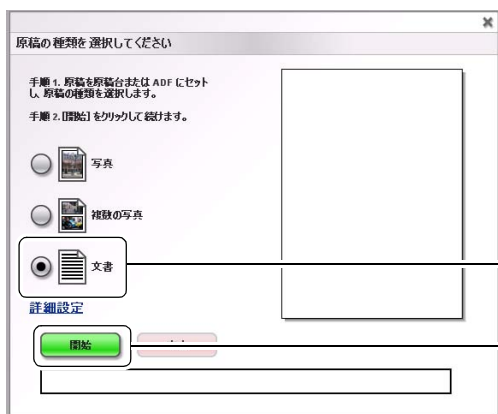 原稿の種類を選択してください
手順 1. 原稿を原稿台または ADF にセット
し、原稿の種類を選択します。
手順 2. [開始] をクリックして続けます。
写真
複数の写真
文書
詳細設定
開始